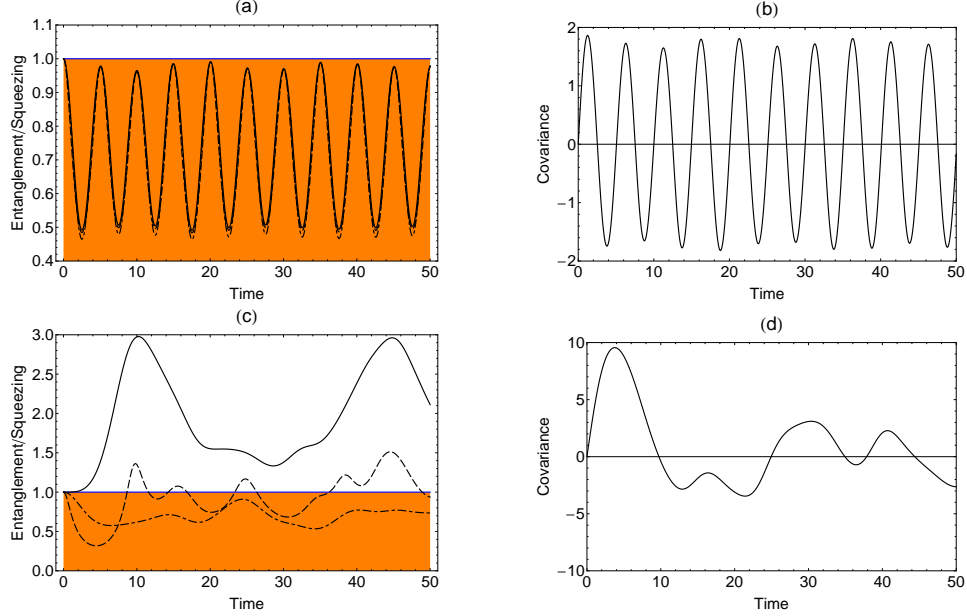 (a)
Entanglement/Squeezing
1.1
1.0
0.9
0.8
0.7
0.6
0.5
0.4
0 10 20 30 40 50
Time
(b)
Covariance
2
1
0
−1
−2
0 10 20 30 40 50
Time
(c)
Entanglement/Squeezing
3.0
2.5
2.0
1.5
1.0
0.5
0.0
0 10 20 30 40 50
Time
(d)
Covariance
10
5
0
−5
−10
0 10 20 30 40 50
Time